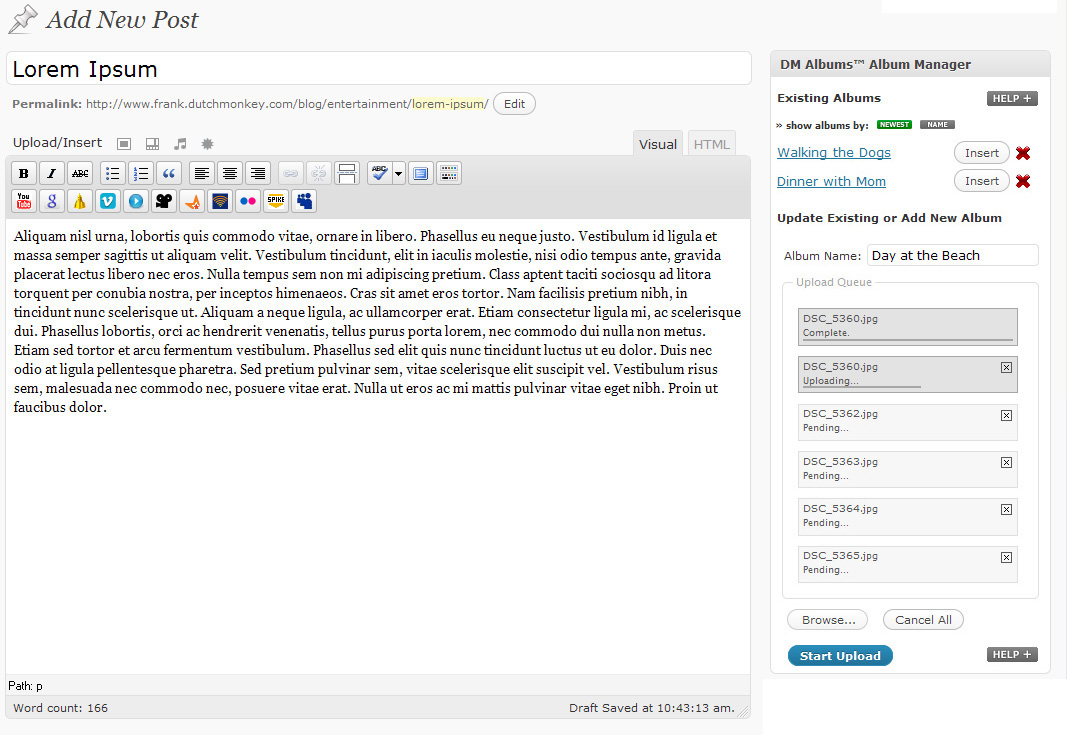 Add New Post
Lorem Ipsum
Permalink: http://www.frank.dutchmonkey.com/blog/entertainment/lorem-ipsum/ Edit
Upload/Insert
Visual HTML
B I ABC ABC
You Tube g SPIKE
Aliquam nisl urna, lobortis quis commodo vitae, ornare in libero. Phasellus eu neque justo. Vestibulum id ligula et
massa semper sagittis ut aliquam velit. Vestibulum tincidunt, elit in iaculis molestie, nisi odio tempus ante, gravida
placerat lectus libero nec eros. Nulla tempus sem non mi adipiscing pretium. Class aptent taciti sociosqu ad litora
torquent per conubia nostra, per inceptos himenaeos. Cras sit amet eros tortor. Nam facilisis pretium nibh, in
tincidunt nunc scelerisque ut. Aliquam a neque ligula, ac ullamcorper erat. Etiam consectetur ligula mi, ac scelerisque
dui. Phasellus lobortis, orci ac hendrerit venenatis, tellus purus porta lorem, nec commodo dui nulla non metus.
Etiam sed tortor et arcu fermentum vestibulum. Phasellus sed elit quis nunc tincidunt luctus ut eu dolor. Duis nec
odio at ligula pellentesque pharetra. Sed pretium pulvinar sem, vitae scelerisque elit suscipit vel. Vestibulum risus
sem, malesuada nec commodo nec, posuere vitae erat. Nulla ut eros ac mi mattis pulvinar vitae eget nibh. Proin ut
faucibus dolor.
Path: p
Word count: 166 Draft Saved at 10:43:13 am.
DM Albums™ Album Manager
Existing Albums HELP +
» show albums by: NEWEST NAME
Walking the Dogs Insert
Dinner with Mom Insert
Update Existing or Add New Album
Album Name: Day at the Beach
Upload Queue
DSC_5360.jpg
Complete.
DSC_5360.jpg
Uploading...
DSC_5362.jpg
Pending...
DSC_5363.jpg
Pending...
DSC_5364.jpg
Pending...
DSC_5365.jpg
Pending...
Browse... Cancel All
Start Upload HELP +